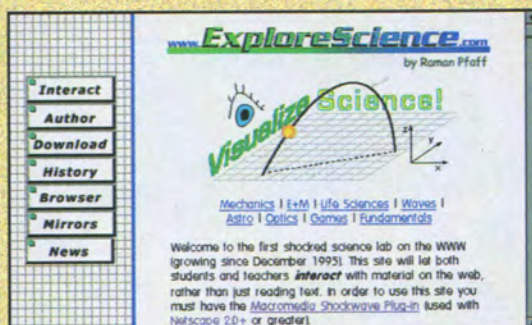 www.ExploreScience.com
by Raman Pfaff
Interact
Author
Download
History
Browser
Mirrors
News
Visualize Science!
z
y
x
Mechanics | E+M | Life Sciences | Waves |
Astro | Optics | Games | Fundamentals
Welcome to the first shocked science lab on the WWW
(growing since December 1995). This site will let both
students and teachers interact with material on the web,
rather than just reading text. In order to use this site you
must have the Macromedia Shockwave Plug-in (used with
Netscape 2.0+ or greater).